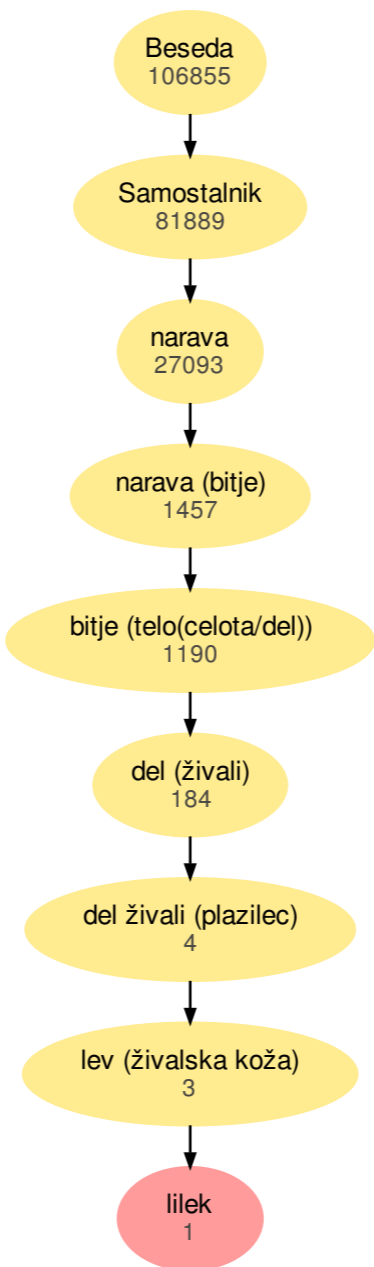 Beseda
106855
Samostalnik
81889
narava
27093
narava (bitje)
1457
bitje (telo(celota/del))
1190
del (živali)
184
del živali (plazilec)
4
lev (živalska koža)
3
lilek
1